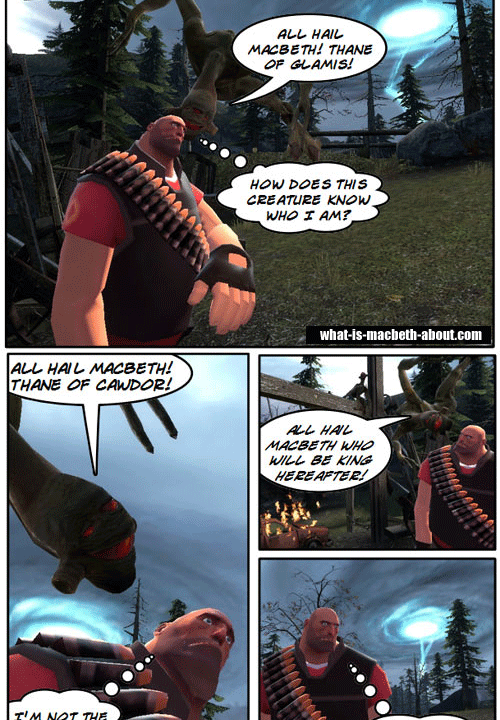 ALL HAIL
MACBETH! THANE
OF GLAMIS!
HOW DOES THIS
CREATURE KNOW
WHO I AM?
what-is-macbeth-about.com
ALL HAIL MACBETH!
THANE OF CAWDOR!
I'M NOT THE
ALL HAIL
MACBETH WHO
WILL BE KING
HEREAFTER!